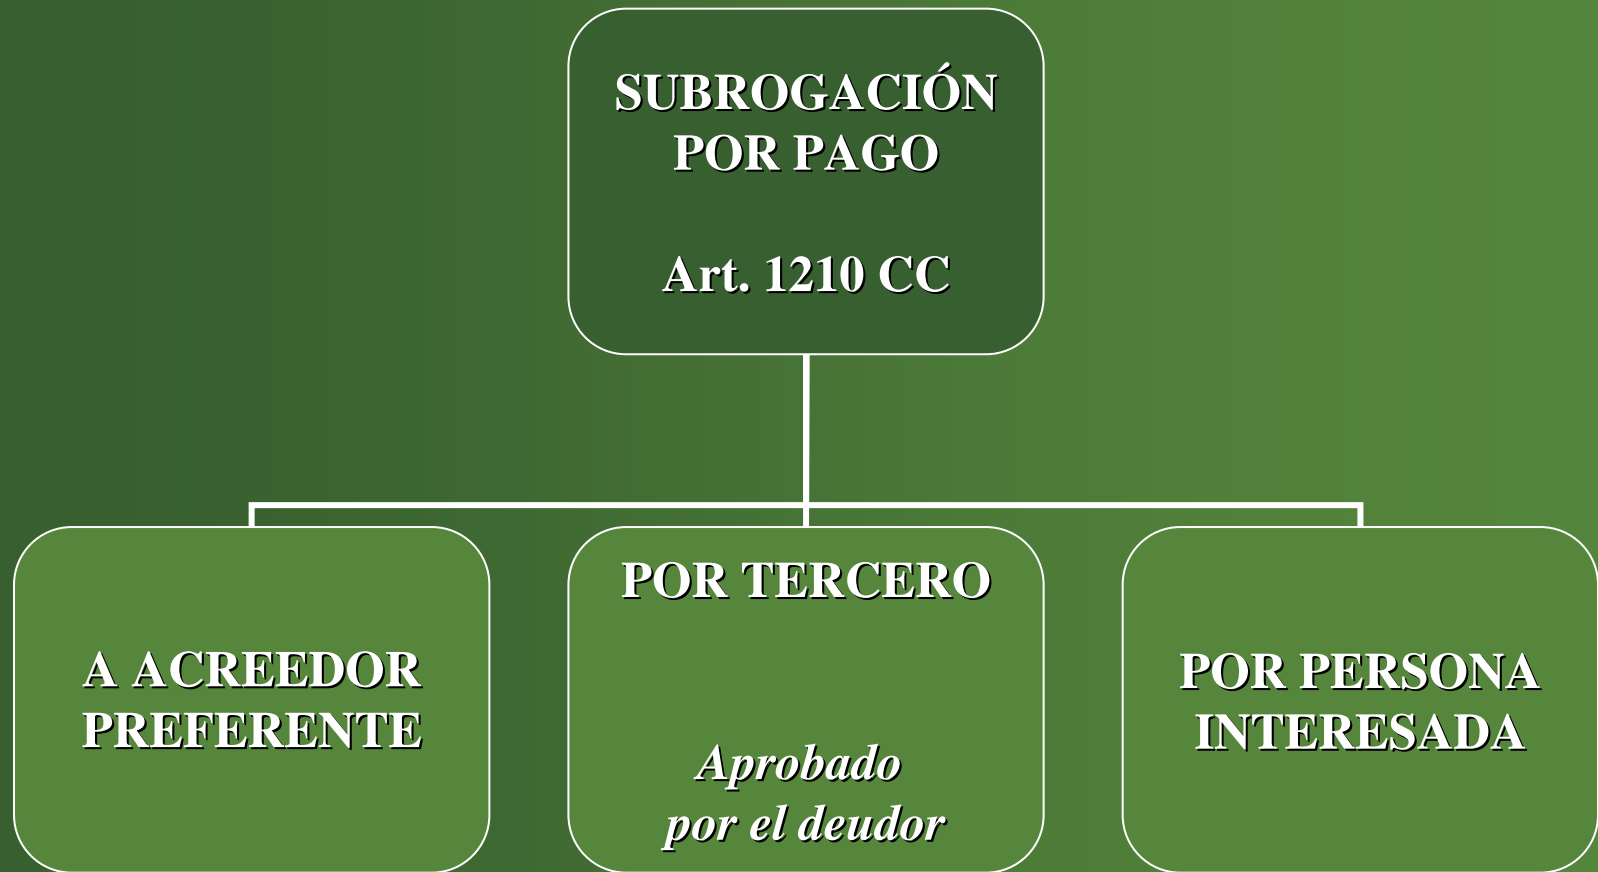 SUBROGACIÓN
POR PAGO
Art. 1210 CC
A ACREEDOR
PREFERENTE
POR TERCERO
Aprobado
por el deudor
POR PERSONA
INTERESADA